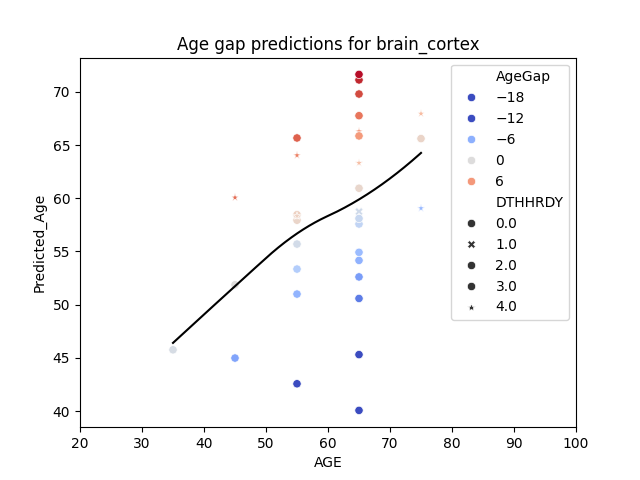 Age gap predictions for brain_cortex
Predicted_Age
70
65
60
55
50
45
40
20 30 40 50 60 70 80 90 100
AGE
AgeGap
−18
−12
−6
0
6
DTHHRDY
0.0
1.0
2.0
3.0
4.0